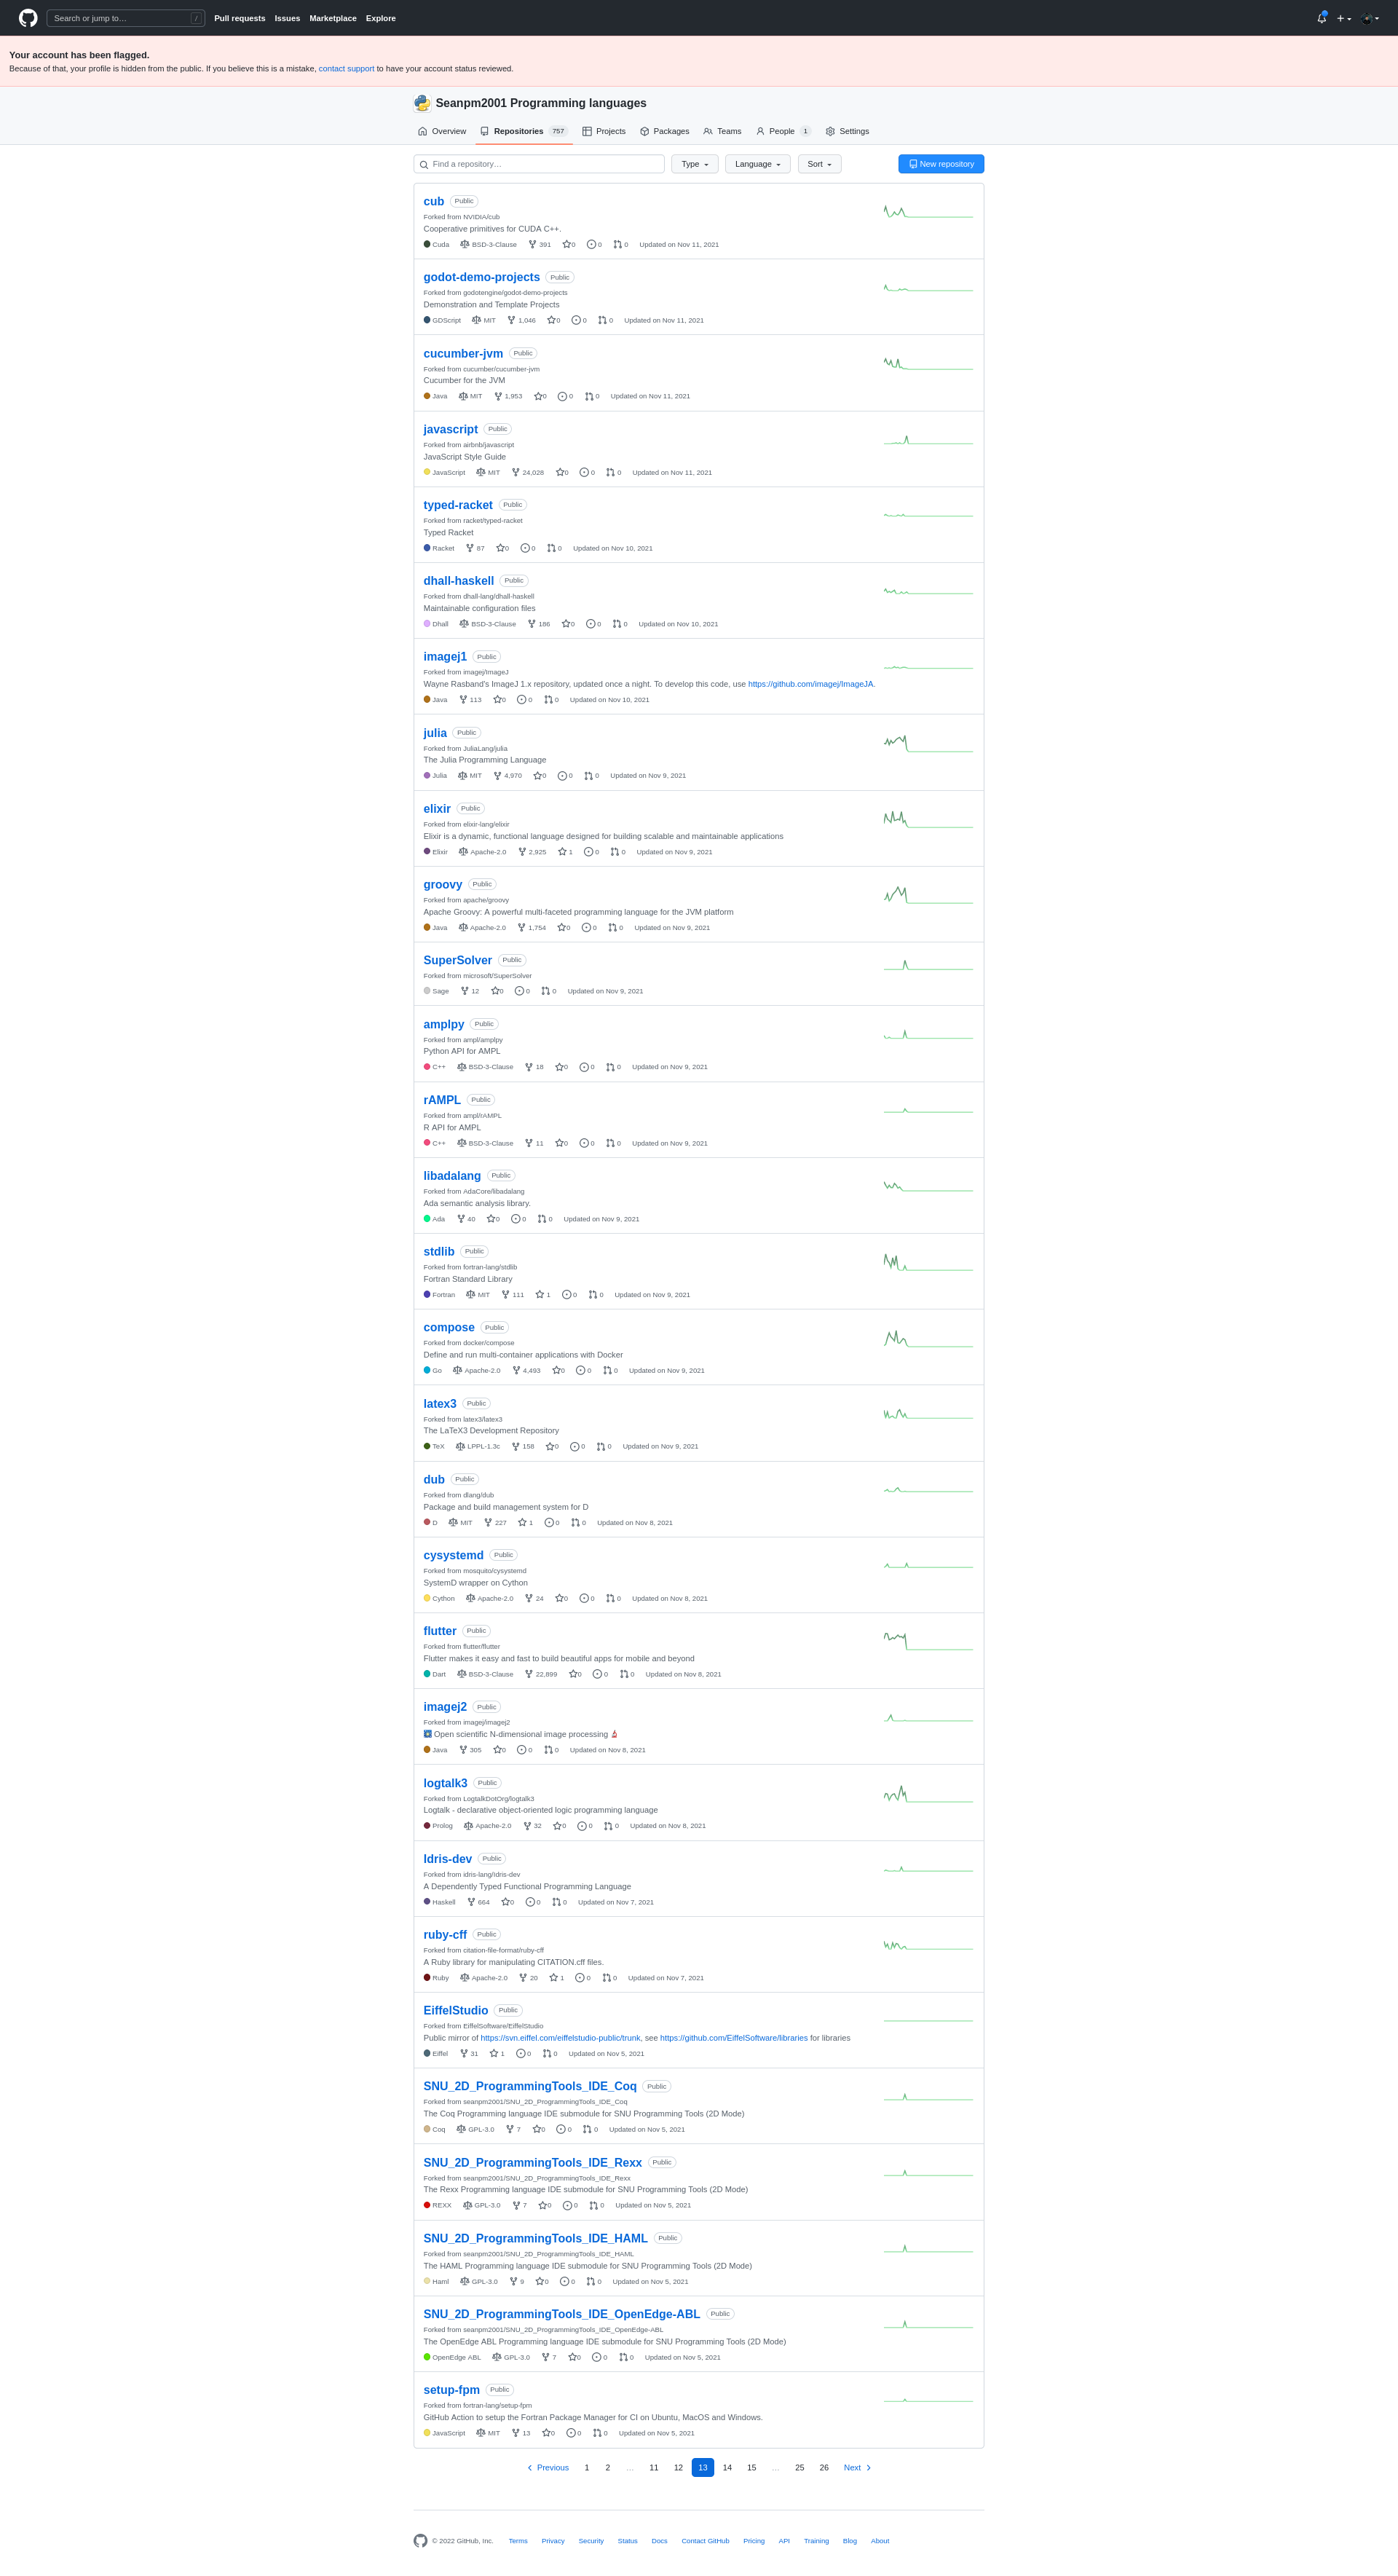 Search or jump to… /
Pull requests Issues Marketplace Explore
Your account has been flagged.
Because of that, your profile is hidden from the public. If you believe this is a mistake, contact support to have your account status reviewed.
Seanpm2001 Programming languages
Overview Repositories 757 Projects Packages Teams People 1 Settings
Find a repository… Type Language Sort New repository
cub Public
Forked from NVIDIA/cub
Cooperative primitives for CUDA C++.
Cuda BSD-3-Clause 391 0 0 0 Updated on Nov 11, 2021
godot-demo-projects Public
Forked from godotengine/godot-demo-projects
Demonstration and Template Projects
GDScript MIT 1,046 0 0 0 Updated on Nov 11, 2021
cucumber-jvm Public
Forked from cucumber/cucumber-jvm
Cucumber for the JVM
Java MIT 1,953 0 0 0 Updated on Nov 11, 2021
javascript Public
Forked from airbnb/javascript
JavaScript Style Guide
JavaScript MIT 24,028 0 0 0 Updated on Nov 11, 2021
typed-racket Public
Forked from racket/typed-racket
Typed Racket
Racket 87 0 0 0 Updated on Nov 10, 2021
dhall-haskell Public
Forked from dhall-lang/dhall-haskell
Maintainable configuration files
Dhall BSD-3-Clause 186 0 0 0 Updated on Nov 10, 2021
imagej1 Public
Forked from imagej/ImageJ
Wayne Rasband's ImageJ 1.x repository, updated once a night. To develop this code, use https://github.com/imagej/ImageJA.
Java 113 0 0 0 Updated on Nov 10, 2021
julia Public
Forked from JuliaLang/julia
The Julia Programming Language
Julia MIT 4,970 0 0 0 Updated on Nov 9, 2021
elixir Public
Forked from elixir-lang/elixir
Elixir is a dynamic, functional language designed for building scalable and maintainable applications
Elixir Apache-2.0 2,925 1 0 0 Updated on Nov 9, 2021
groovy Public
Forked from apache/groovy
Apache Groovy: A powerful multi-faceted programming language for the JVM platform
Java Apache-2.0 1,754 0 0 0 Updated on Nov 9, 2021
SuperSolver Public
Forked from microsoft/SuperSolver
Sage 12 0 0 0 Updated on Nov 9, 2021
amplpy Public
Forked from ampl/amplpy
Python API for AMPL
C++ BSD-3-Clause 18 0 0 0 Updated on Nov 9, 2021
rAMPL Public
Forked from ampl/rAMPL
R API for AMPL
C++ BSD-3-Clause 11 0 0 0 Updated on Nov 9, 2021
libadalang Public
Forked from AdaCore/libadalang
Ada semantic analysis library.
Ada 40 0 0 0 Updated on Nov 9, 2021
stdlib Public
Forked from fortran-lang/stdlib
Fortran Standard Library
Fortran MIT 111 1 0 0 Updated on Nov 9, 2021
compose Public
Forked from docker/compose
Define and run multi-container applications with Docker
Go Apache-2.0 4,493 0 0 0 Updated on Nov 9, 2021
latex3 Public
Forked from latex3/latex3
The LaTeX3 Development Repository
TeX LPPL-1.3c 158 0 0 0 Updated on Nov 9, 2021
dub Public
Forked from dlang/dub
Package and build management system for D
D MIT 227 1 0 0 Updated on Nov 8, 2021
cysystemd Public
Forked from mosquito/cysystemd
SystemD wrapper on Cython
Cython Apache-2.0 24 0 0 0 Updated on Nov 8, 2021
flutter Public
Forked from flutter/flutter
Flutter makes it easy and fast to build beautiful apps for mobile and beyond
Dart BSD-3-Clause 22,899 0 0 0 Updated on Nov 8, 2021
imagej2 Public
Forked from imagej/imagej2
Open scientific N-dimensional image processing
Java 305 0 0 0 Updated on Nov 8, 2021
logtalk3 Public
Forked from LogtalkDotOrg/logtalk3
Logtalk - declarative object-oriented logic programming language
Prolog Apache-2.0 32 0 0 0 Updated on Nov 8, 2021
Idris-dev Public
Forked from idris-lang/Idris-dev
A Dependently Typed Functional Programming Language
Haskell 664 0 0 0 Updated on Nov 7, 2021
ruby-cff Public
Forked from citation-file-format/ruby-cff
A Ruby library for manipulating CITATION.cff files.
Ruby Apache-2.0 20 1 0 0 Updated on Nov 7, 2021
EiffelStudio Public
Forked from EiffelSoftware/EiffelStudio
Public mirror of https://svn.eiffel.com/eiffelstudio-public/trunk, see https://github.com/EiffelSoftware/libraries for libraries
Eiffel 31 1 0 0 Updated on Nov 5, 2021
SNU_2D_ProgrammingTools_IDE_Coq Public
Forked from seanpm2001/SNU_2D_ProgrammingTools_IDE_Coq
The Coq Programming language IDE submodule for SNU Programming Tools (2D Mode)
Coq GPL-3.0 7 0 0 0 Updated on Nov 5, 2021
SNU_2D_ProgrammingTools_IDE_Rexx Public
Forked from seanpm2001/SNU_2D_ProgrammingTools_IDE_Rexx
The Rexx Programming language IDE submodule for SNU Programming Tools (2D Mode)
REXX GPL-3.0 7 0 0 0 Updated on Nov 5, 2021
SNU_2D_ProgrammingTools_IDE_HAML Public
Forked from seanpm2001/SNU_2D_ProgrammingTools_IDE_HAML
The HAML Programming language IDE submodule for SNU Programming Tools (2D Mode)
Haml GPL-3.0 9 0 0 0 Updated on Nov 5, 2021
SNU_2D_ProgrammingTools_IDE_OpenEdge-ABL Public
Forked from seanpm2001/SNU_2D_ProgrammingTools_IDE_OpenEdge-ABL
The OpenEdge ABL Programming language IDE submodule for SNU Programming Tools (2D Mode)
OpenEdge ABL GPL-3.0 7 0 0 0 Updated on Nov 5, 2021
setup-fpm Public
Forked from fortran-lang/setup-fpm
GitHub Action to setup the Fortran Package Manager for CI on Ubuntu, MacOS and Windows.
JavaScript MIT 13 0 0 0 Updated on Nov 5, 2021
Previous 1 2 … 11 12 13 14 15 … 25 26 Next
© 2022 GitHub, Inc. Terms Privacy Security Status Docs Contact GitHub Pricing API Training Blog About